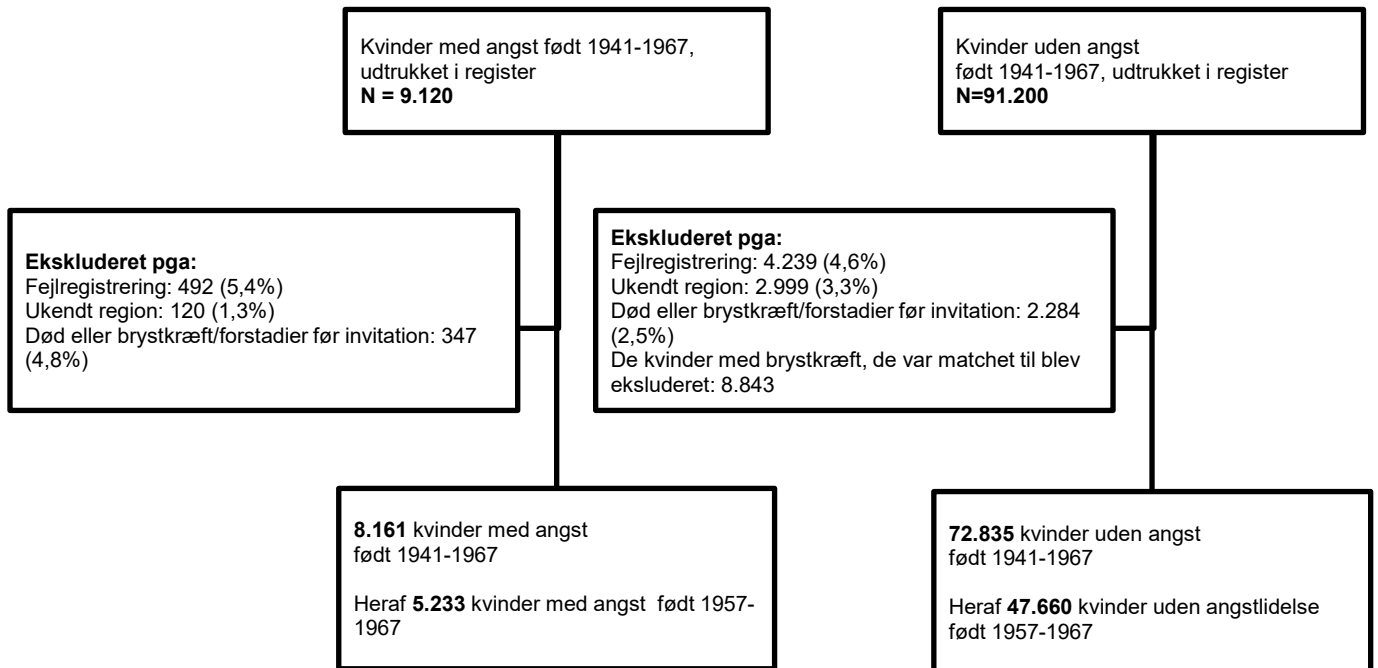 Kvinder med angst født 1941-1967,
udtrukket i register
N = 9.120
Kvinder uden angst
født 1941-1967, udtrukket i register
N=91.200
Ekskluderet pga:
Fejlregistrering: 492 (5,4%)
Ukendt region: 120 (1,3%)
Død eller brystkræft/forstadier før invitation: 347
(4,8%)
Ekskluderet pga:
Fejlregistrering: 4.239 (4,6%)
Ukendt region: 2.999 (3,3%)
Død eller brystkræft/forstadier før invitation: 2.284
(2,5%)
De kvinder med brystkræft, de var matchet til blev
eksluderet: 8.843
8.161 kvinder med angst
født 1941-1967
Heraf 5.233 kvinder med angst født 1957-
1967
72.835 kvinder uden angst
født 1941-1967
Heraf 47.660 kvinder uden angstlidelse
født 1957-1967